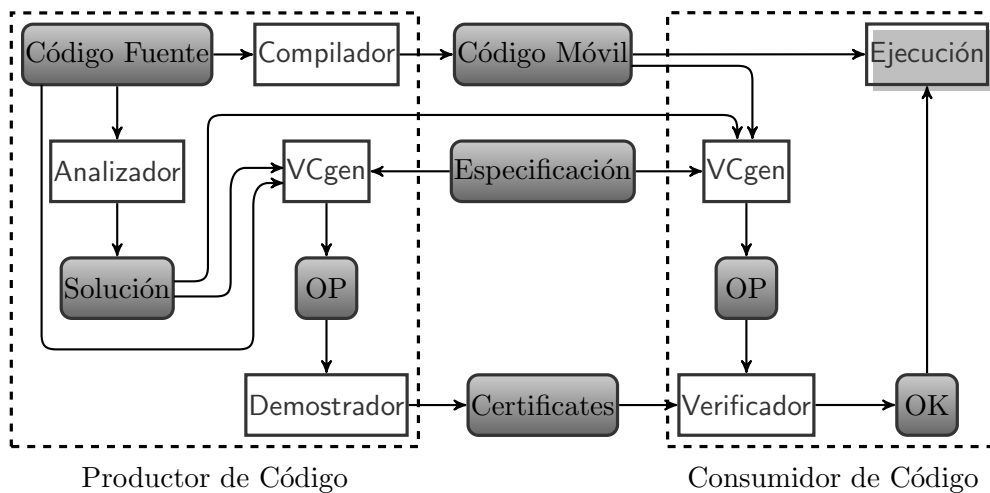 Código Fuente
Compilador
Código Móvil
Ejecución
Analizador
VCgen
Especificación
VCgen
Solución
OP
OP
Demostrador
Certificates
Verificador
OK
Productor de Código
Consumidor de Código